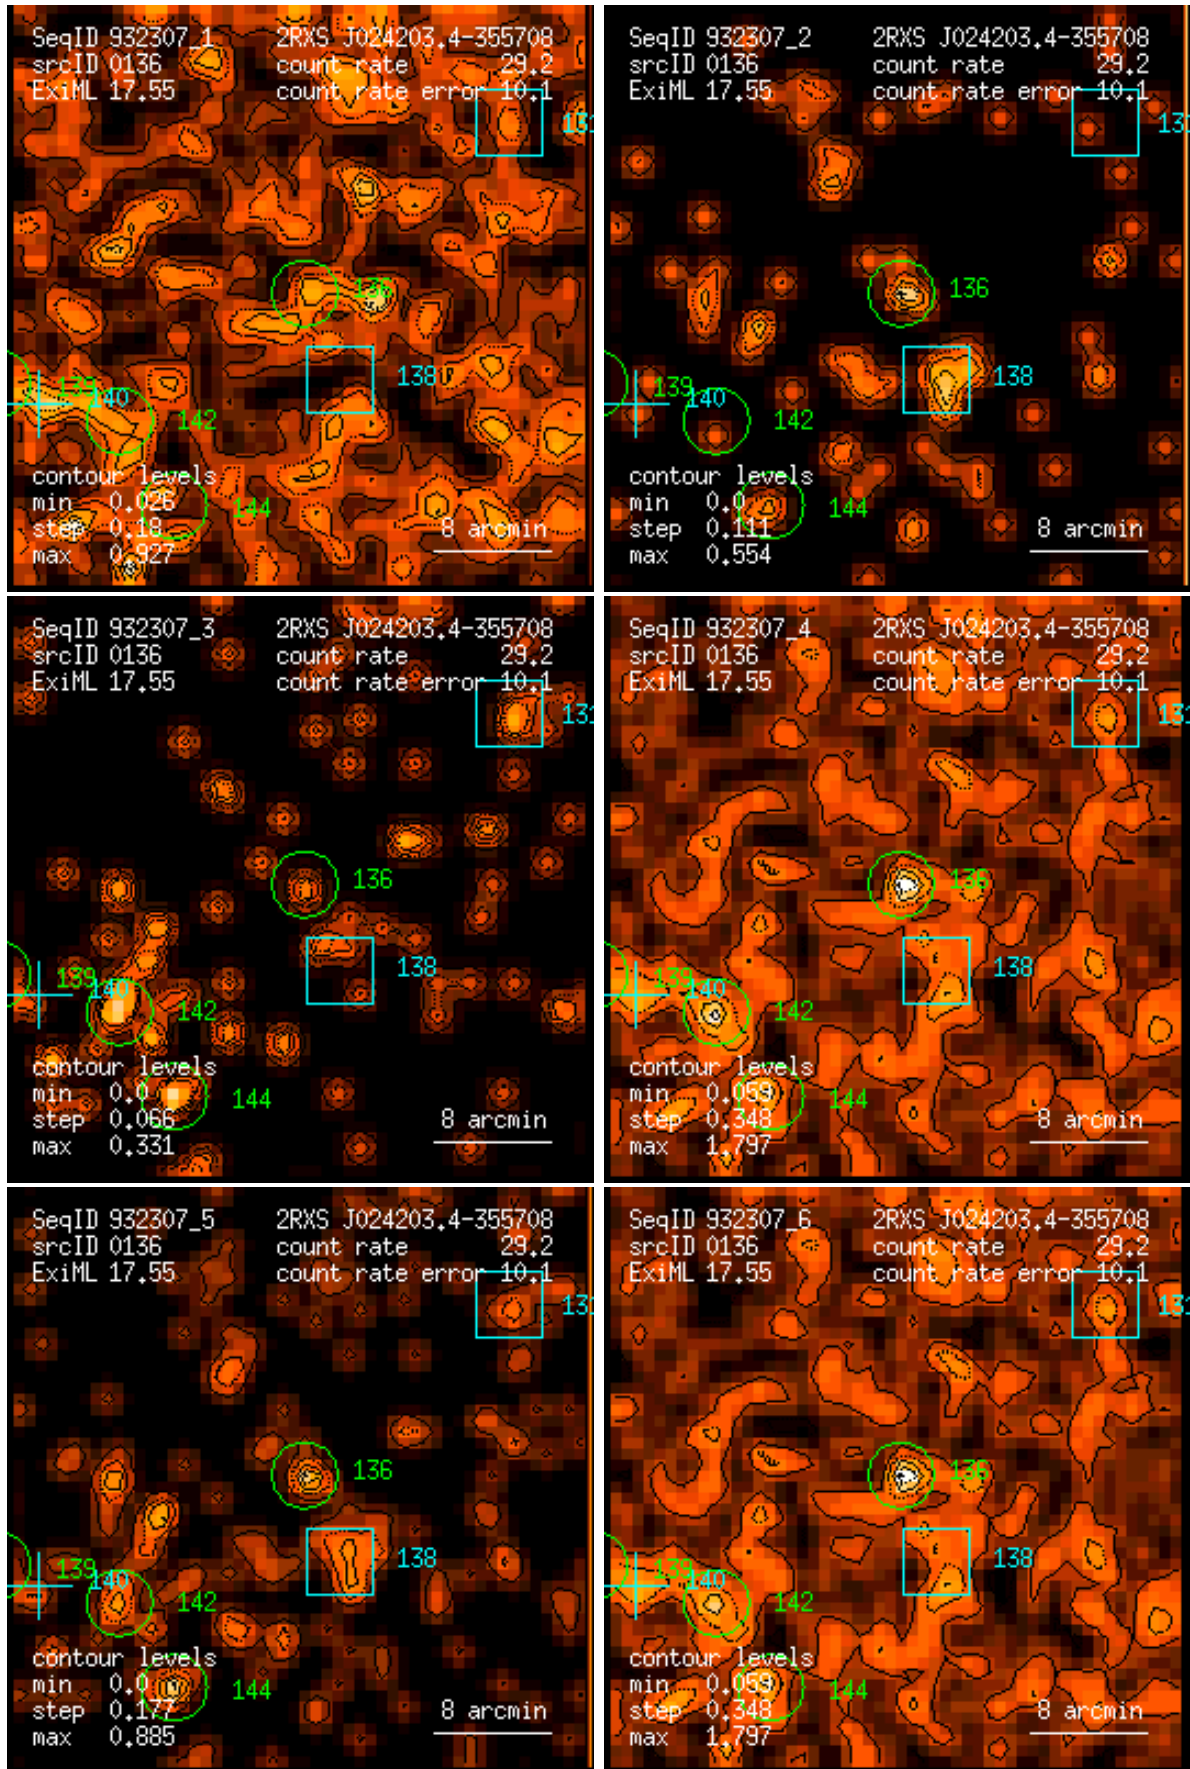 SeqID 932307_1 2RXS J024203.4-355708
srcID 0136 count rate 29.2
ExiML 17.55 count rate error 10.1
131
136
138
139
140
142
contour levels
min 0.026
144
step 0.18
8 arcmin
max 0.927
SeqID 932307_2 2RXS J024203.4-355708
srcID 0136 count rate 29.2
ExiML 17.55 count rate error 10.1
131
136
138
139
140
142
contour levels
min 0.0
144
step 0.111
8 arcmin
max 0.554
SeqID 932307_3 2RXS J024203.4-355708
srcID 0136 count rate 29.2
ExiML 17.55 count rate error 10.1
131
136
138
139
140
142
contour levels
min 0.0
144
step 0.066
8 arcmin
max 0.331
SeqID 932307_4 2RXS J024203.4-355708
srcID 0136 count rate 29.2
ExiML 17.55 count rate error 10.1
131
136
138
139
140
142
contour levels
min 0.059
144
step 0.348
8 arcmin
max 1.797
SeqID 932307_5 2RXS J024203.4-355708
srcID 0136 count rate 29.2
ExiML 17.55 count rate error 10.1
131
136
138
139
140
142
contour levels
min 0.0
144
step 0.177
8 arcmin
max 0.885
SeqID 932307_6 2RXS J024203.4-355708
srcID 0136 count rate 29.2
ExiML 17.55 count rate error 10.1
131
136
138
139
140
142
contour levels
min 0.059
144
step 0.348
8 arcmin
max 1.797